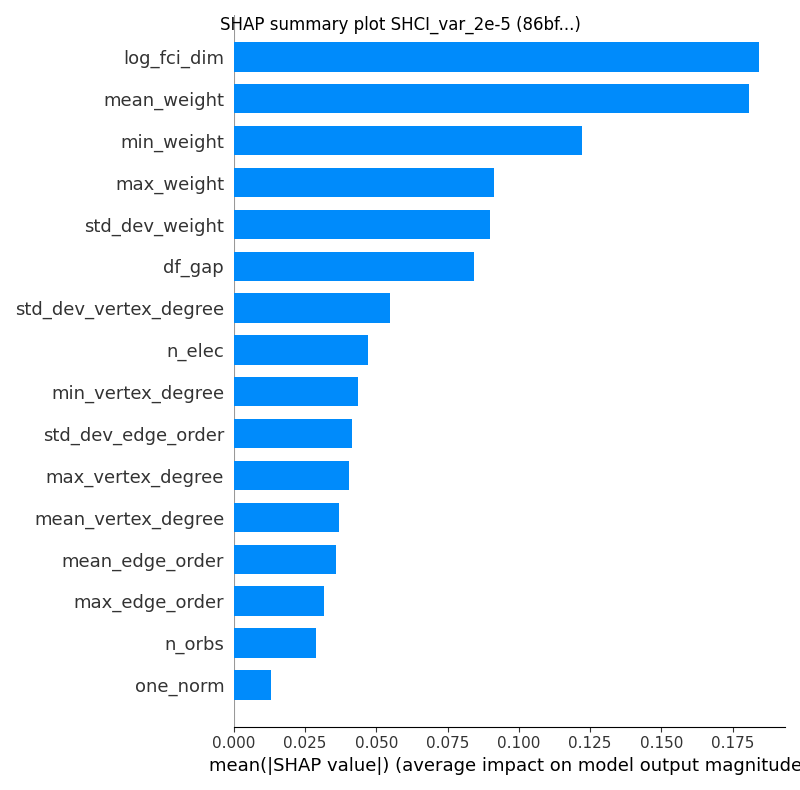 SHAP summary plot SHCI_var_2e-5 (86bf...)
log_fci_dim
mean_weight
min_weight
max_weight
std_dev_weight
df_gap
std_dev_vertex_degree
n_elec
min_vertex_degree
std_dev_edge_order
max_vertex_degree
mean_vertex_degree
mean_edge_order
max_edge_order
n_orbs
one_norm
0.000 0.025 0.050 0.075 0.100 0.125 0.150 0.175
mean(|SHAP value|) (average impact on model output magnitude